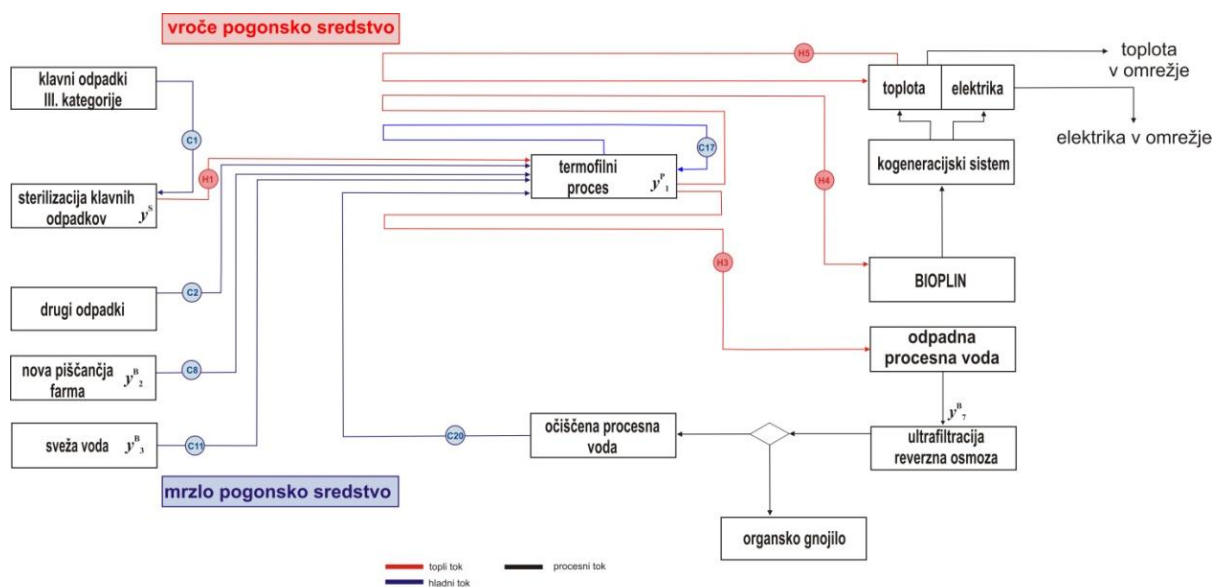 vroče pogonsko sredstvo
H5
toplota
v omrežje
klavni odpadki
III. kategorije
toplota
elektrika
elektrika v omrežje
C1
C17
kogeneracijski sistem
H1
termofilni
proces
y^P_1
H4
sterilizacija klavnih
odpadkov
y^S
H3
BIOPLIN
C2
drugi odpadki
odpadna
procesna voda
nova piščančja
farma
y^B_2
C8
y^B_7
sveža voda
y^B_3
C11
C20
očiščena procesna
voda
ultrafiltracija
reverzna osmoza
mrzlo pogonsko sredstvo
organsko gnojilo
topli tok
procesni tok
hladni tok